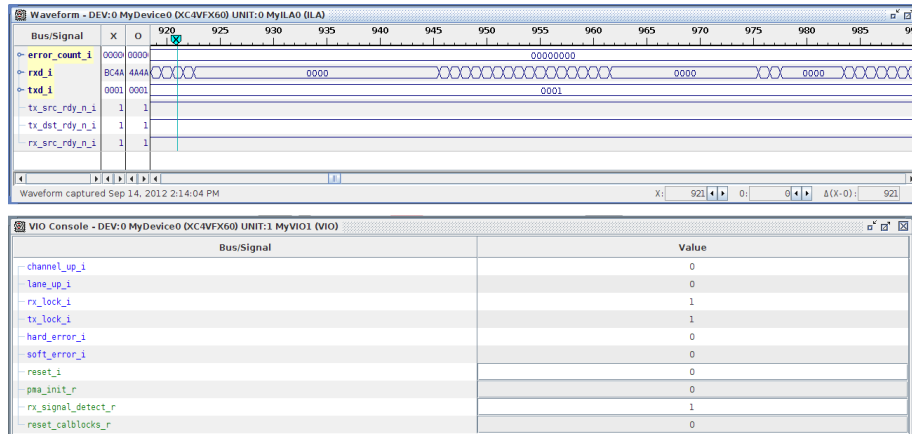 Waveform - DEV:0 MyDevice0 (XC4VFX60) UNIT:0 MyILA0 (ILA)
Bus/Signal X O 920 925 930 935 940 945 950 955 960 965 970 975 980 985 99
error_count_i 0000 0000 00000000
rxd_i BC4A 4A4A 0000 0000 0000
txd_i 0001 0001 0001
tx_src_rdy_n_i 1 1
tx_dst_rdy_n_i 1 1
rx_src_rdy_n_i 1 1
Waveform captured Sep 14, 2012 2:14:04 PM X: 921 O: 0 Δ(X-O): 921
VIO Console - DEV:0 MyDevice0 (XC4VFX60) UNIT:1 MyVIO1 (VIO)
Bus/Signal Value
channel_up_i 0
lane_up_i 0
rx_lock_i 1
tx_lock_i 1
hard_error_i 0
soft_error_i 0
reset_i 0
pma_init_r 0
rx_signal_detect_r 1
reset_calblocks_r 0